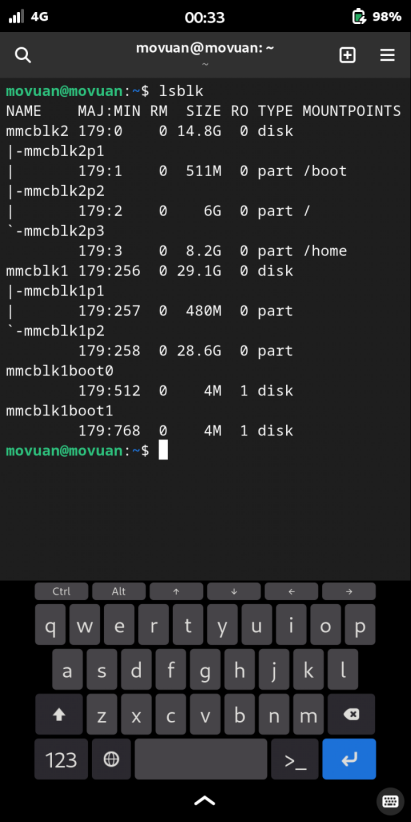 4G 00:33 98%
movuan@movuan: ~
~
movuan@movuan:~$ lsblk
NAME     MAJ:MIN RM  SIZE RO TYPE MOUNTPOINTS
mmcblk2 179:0    0 14.8G  0 disk
|-mmcblk2p1
|       179:1    0  511M  0 part /boot
|-mmcblk2p2
|       179:2    0    6G  0 part /
`-mmcblk2p3
        179:3    0  8.2G  0 part /home
mmcblk1 179:256  0 29.1G  0 disk
|-mmcblk1p1
|       179:257  0  480M  0 part
`-mmcblk1p2
        179:258  0 28.6G  0 part
mmcblk1boot0
        179:512  0    4M  1 disk
mmcblk1boot1
        179:768  0    4M  1 disk
movuan@movuan:~$
Ctrl Alt ↑ ↓ ← →
q w e r t y u i o p
a s d f g h j k l
z x c v b n m
123 >_